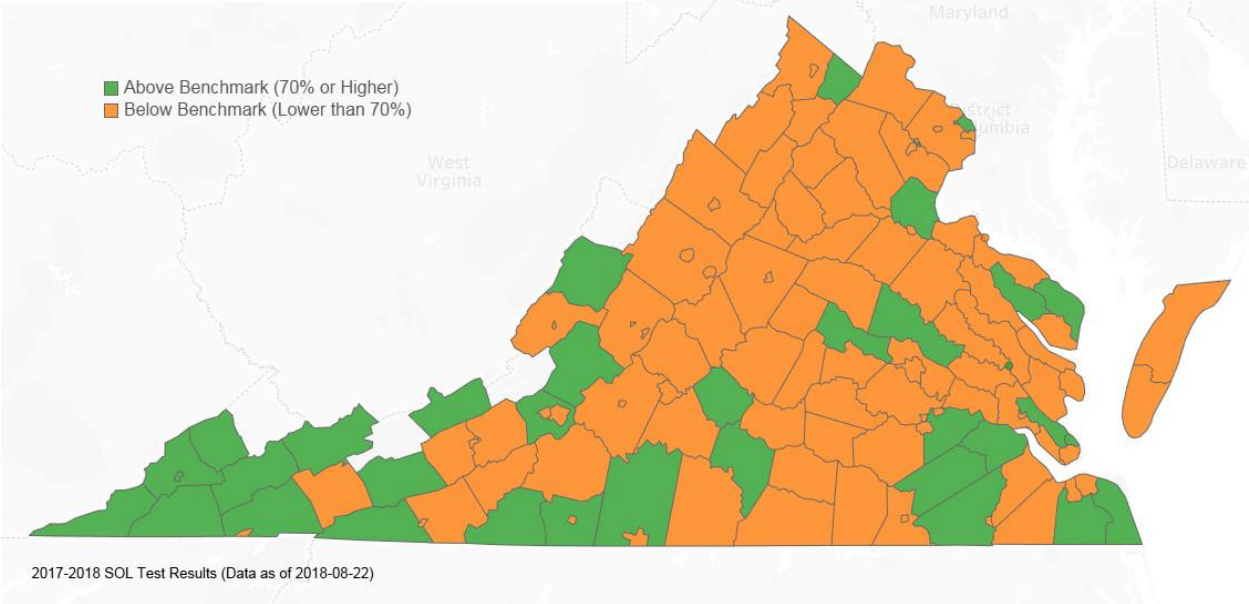 Maryland
Above Benchmark (70% or Higher)
Below Benchmark (Lower than 70%)
District
Columbia
West
Virginia
Delaware
2017-2018 SOL Test Results (Data as of 2018-08-22)